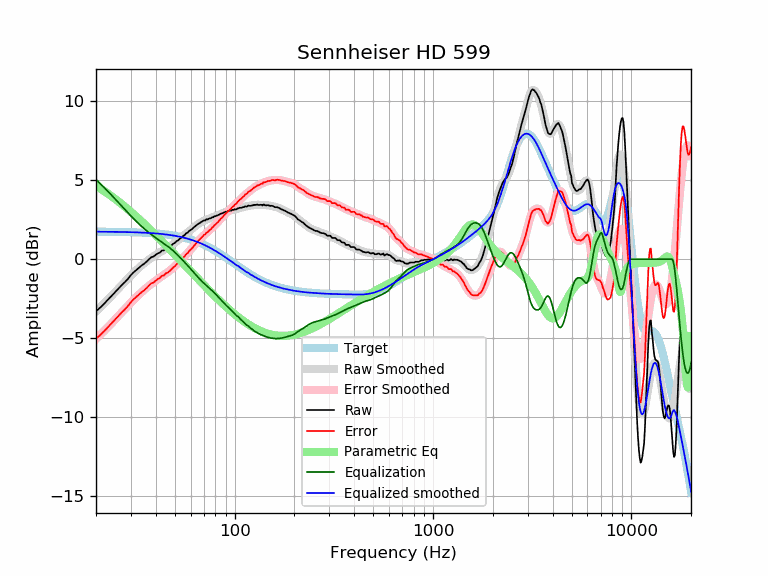 Sennheiser HD 599
Amplitude (dBr)
10
5
0
−5
−10
−15
Target
Raw Smoothed
Error Smoothed
Raw
Error
Parametric Eq
Equalization
Equalized smoothed
100 1000 10000
Frequency (Hz)